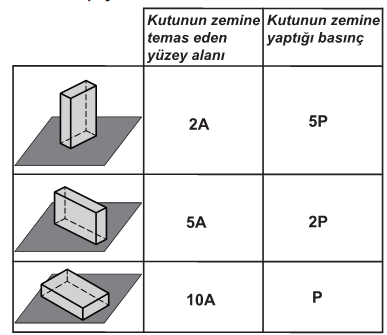 Kutunun zemine
temas eden
yüzey alanı
Kutunun zemine
yaptığı basınç
2A
5P
5A
2P
10A
P